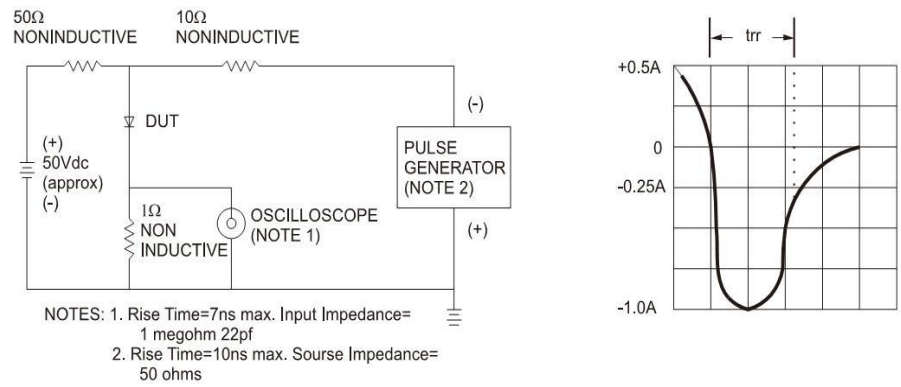 50Ω
NONINDUCTIVE
10Ω
NONINDUCTIVE
DUT
(+)
50Vdc
(approx)
(-)
1Ω
NON
INDUCTIVE
OSCILLOSCOPE
(NOTE 1)
(-)
PULSE
GENERATOR
(NOTE 2)
(+)
NOTES: 1. Rise Time=7ns max. Input Impedance=
1 megohm 22pf
2. Rise Time=10ns max. Sourse Impedance=
50 ohms
trr
+0.5A
0
-0.25A
-1.0A